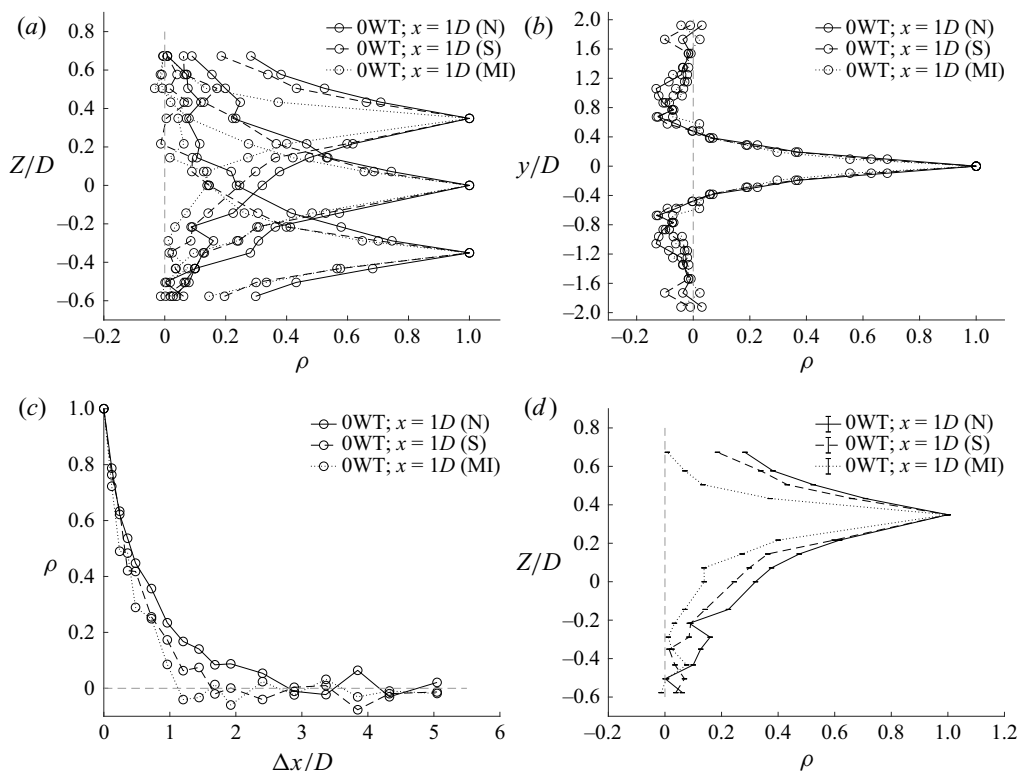 (a)
0.8
0WT; x = 1D (N)
0.6
0WT; x = 1D (S)
0WT; x = 1D (MI)
0.4
0.2
Z/D
0
−0.2
−0.4
−0.6
−0.2 0 0.2 0.4 0.6 0.8 1.0
ρ
(b)
2.0
0WT; x = 1D (N)
1.6
0WT; x = 1D (S)
1.2
0WT; x = 1D (MI)
0.8
0.4
y/D
0
−0.4
−0.8
−1.2
−1.6
−2.0
−0.2 0 0.2 0.4 0.6 0.8 1.0
ρ
(c)
1.0
0WT; x = 1D (N)
0WT; x = 1D (S)
0.8
0WT; x = 1D (MI)
0.6
ρ
0.4
0.2
0
0 1 2 3 4 5 6
Δx/D
(d)
0.8
0WT; x = 1D (N)
0WT; x = 1D (S)
0.6
0WT; x = 1D (MI)
0.4
0.2
Z/D
0
−0.2
−0.4
−0.6
−0.2 0 0.2 0.4 0.6 0.8 1.0 1.2
ρ